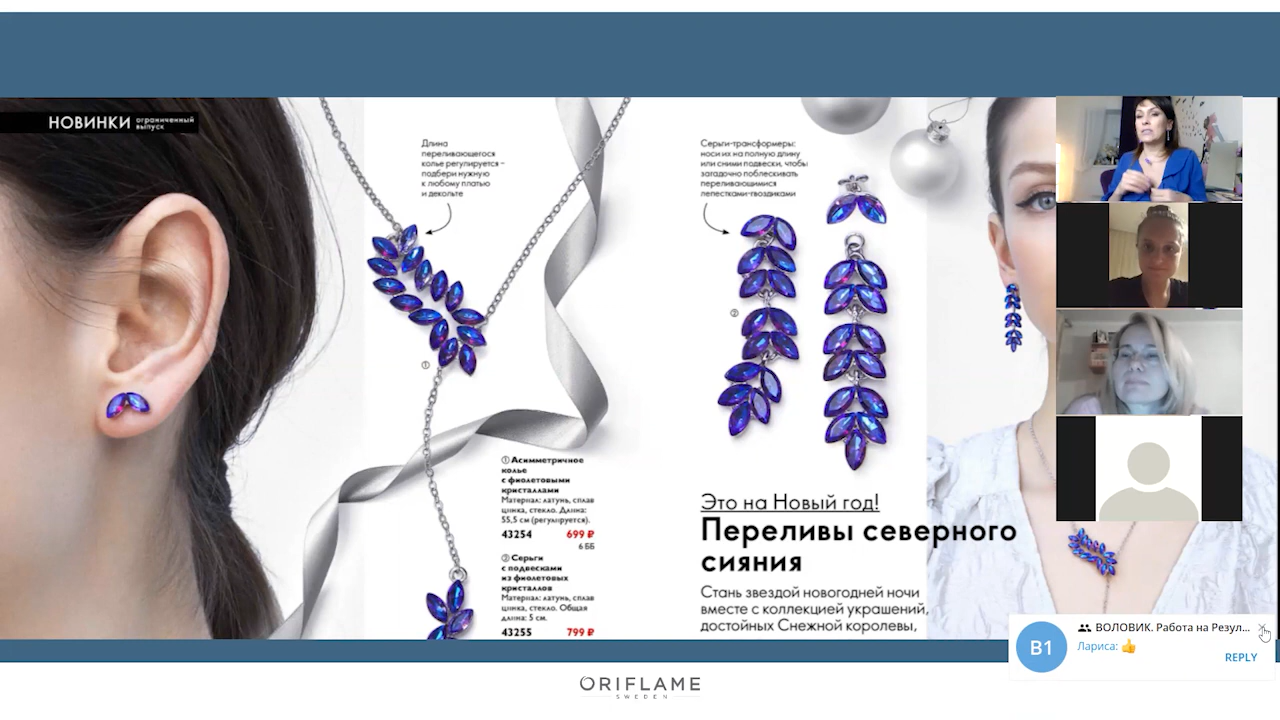 НОВИНКИ ограниченный
выпуск
Длина
переливающегося
колье регулируется –
подбери нужную
к любому платью
и декольте
①
① Асимметричное
колье
с фиолетовыми
кристаллами
Материал: латунь, сплав
цинка, стекло. Длина:
55,5 см (регулируется).
43254 699 ₽
6 ББ
② Серьги
с подвесками
из фиолетовых
кристаллов
Материал: латунь, сплав
цинка, стекло. Общая
длина: 5 см.
43255 799 ₽
Серьги-трансформеры:
носи их на полную длину
или сними подвески, чтобы
загадочно поблескивать
переливающимися
лепестками-гвоздиками
②
Это на Новый год!
Переливы северного
сияния
Стань звездой новогодней ночи
вместе с коллекцией украшений,
достойных Снежной королевы,
В1
ВОЛОВИК. Работа на Резул...
Лариса: 👍
REPLY
ORIFLAME
SWEDEN